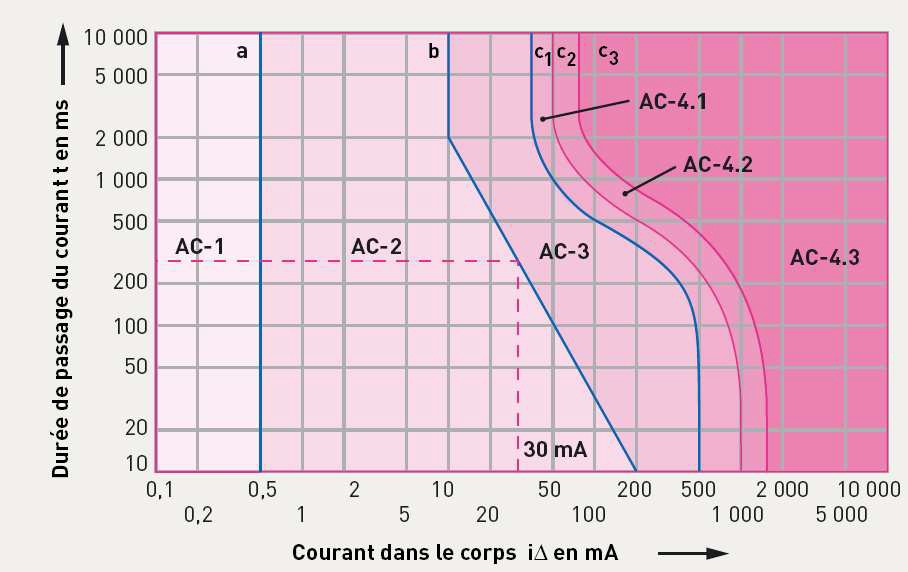 Durée de passage du courant t en ms
10 000
5 000
2 000
1 000
500
200
100
50
20
10
a
b
c1
c2
c3
AC-4.1
AC-4.2
AC-1
AC-2
AC-3
AC-4.3
30 mA
0,1
0,5
2
10
50
200
500
2 000
10 000
0,2
1
5
20
100
1 000
5 000
Courant dans le corps i∆ en mA